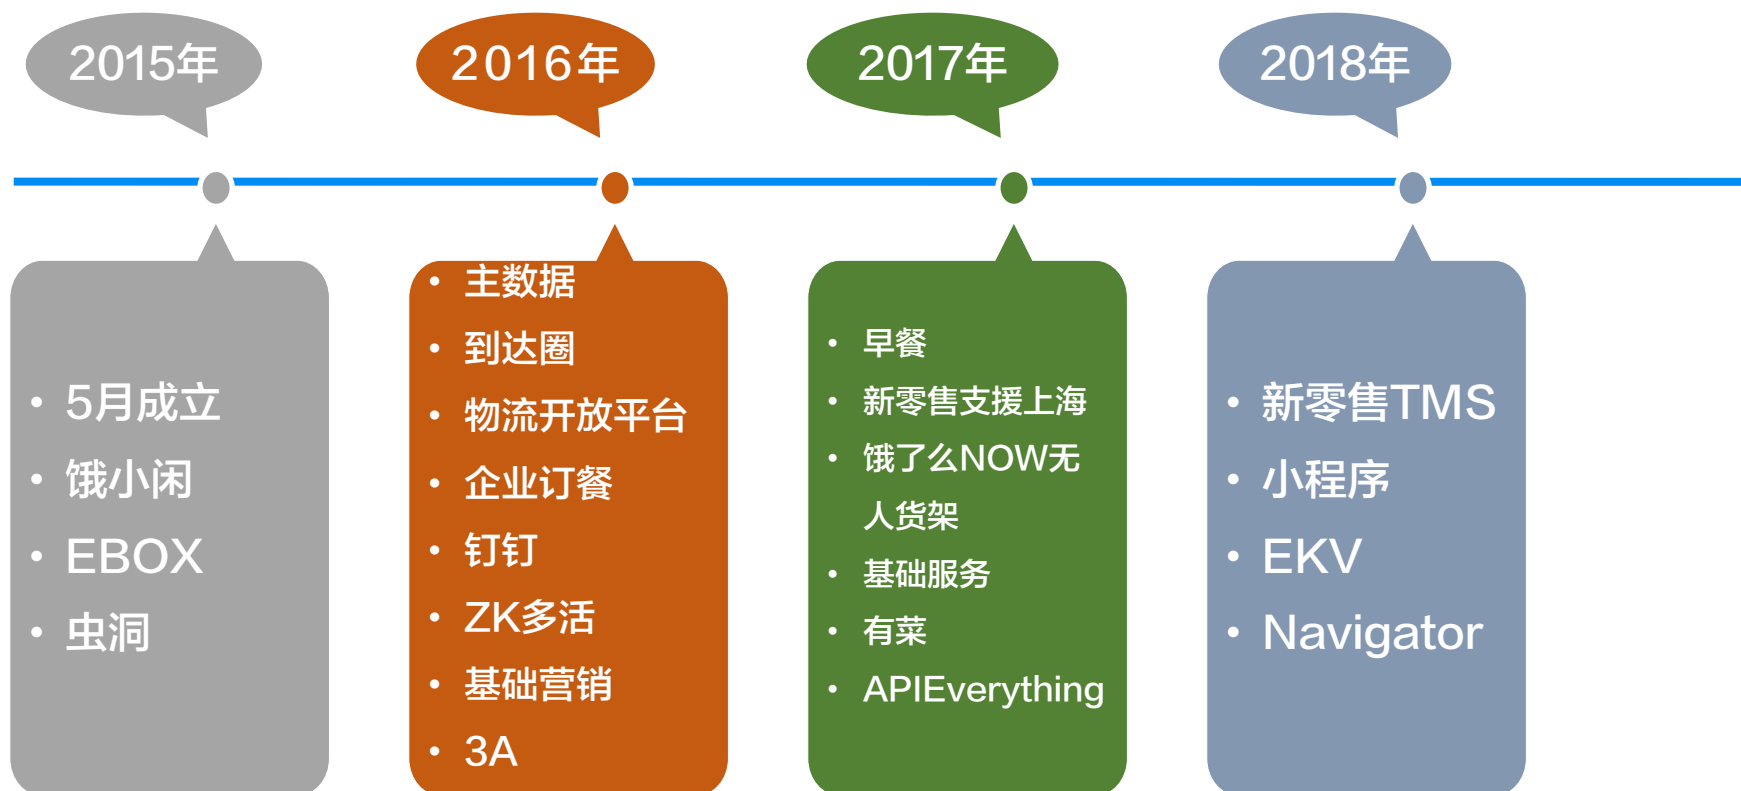 2015年
2016年
2017年
2018年
• 5月成立
• 饿小闲
• EBOX
• 虫洞
• 主数据
• 到达圈
• 物流开放平台
• 企业订餐
• 钉钉
• ZK多活
• 基础营销
• 3A
• 早餐
• 新零售支援上海
• 饿了么NOW无
人货架
• 基础服务
• 有菜
• APIEverything
• 新零售TMS
• 小程序
• EKV
• Navigator